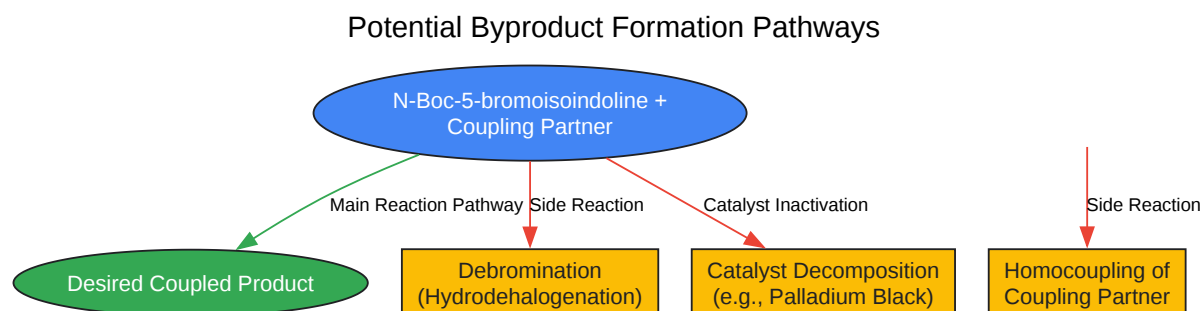 Potential Byproduct Formation Pathways
N-Boc-5-bromoisoindoline +
Coupling Partner
Main Reaction Pathway
Side Reaction
Catalyst Inactivation
Side Reaction
Desired Coupled Product
Debromination
(Hydrodehalogenation)
Catalyst Decomposition
(e.g., Palladium Black)
Homocoupling of
Coupling Partner